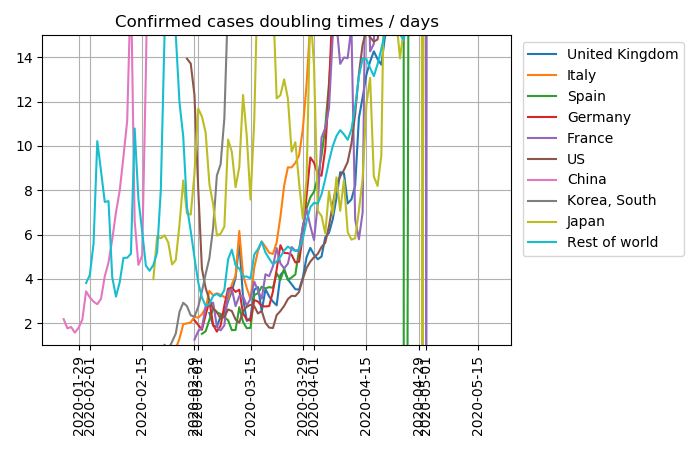 Confirmed cases doubling times / days
14
12
10
8
6
4
2
2020-01-29
2020-02-01
2020-02-15
2020-02-29
2020-03-01
2020-03-15
2020-03-29
2020-04-01
2020-04-15
2020-04-29
2020-05-01
2020-05-15
United Kingdom
Italy
Spain
Germany
France
US
China
Korea, South
Japan
Rest of world